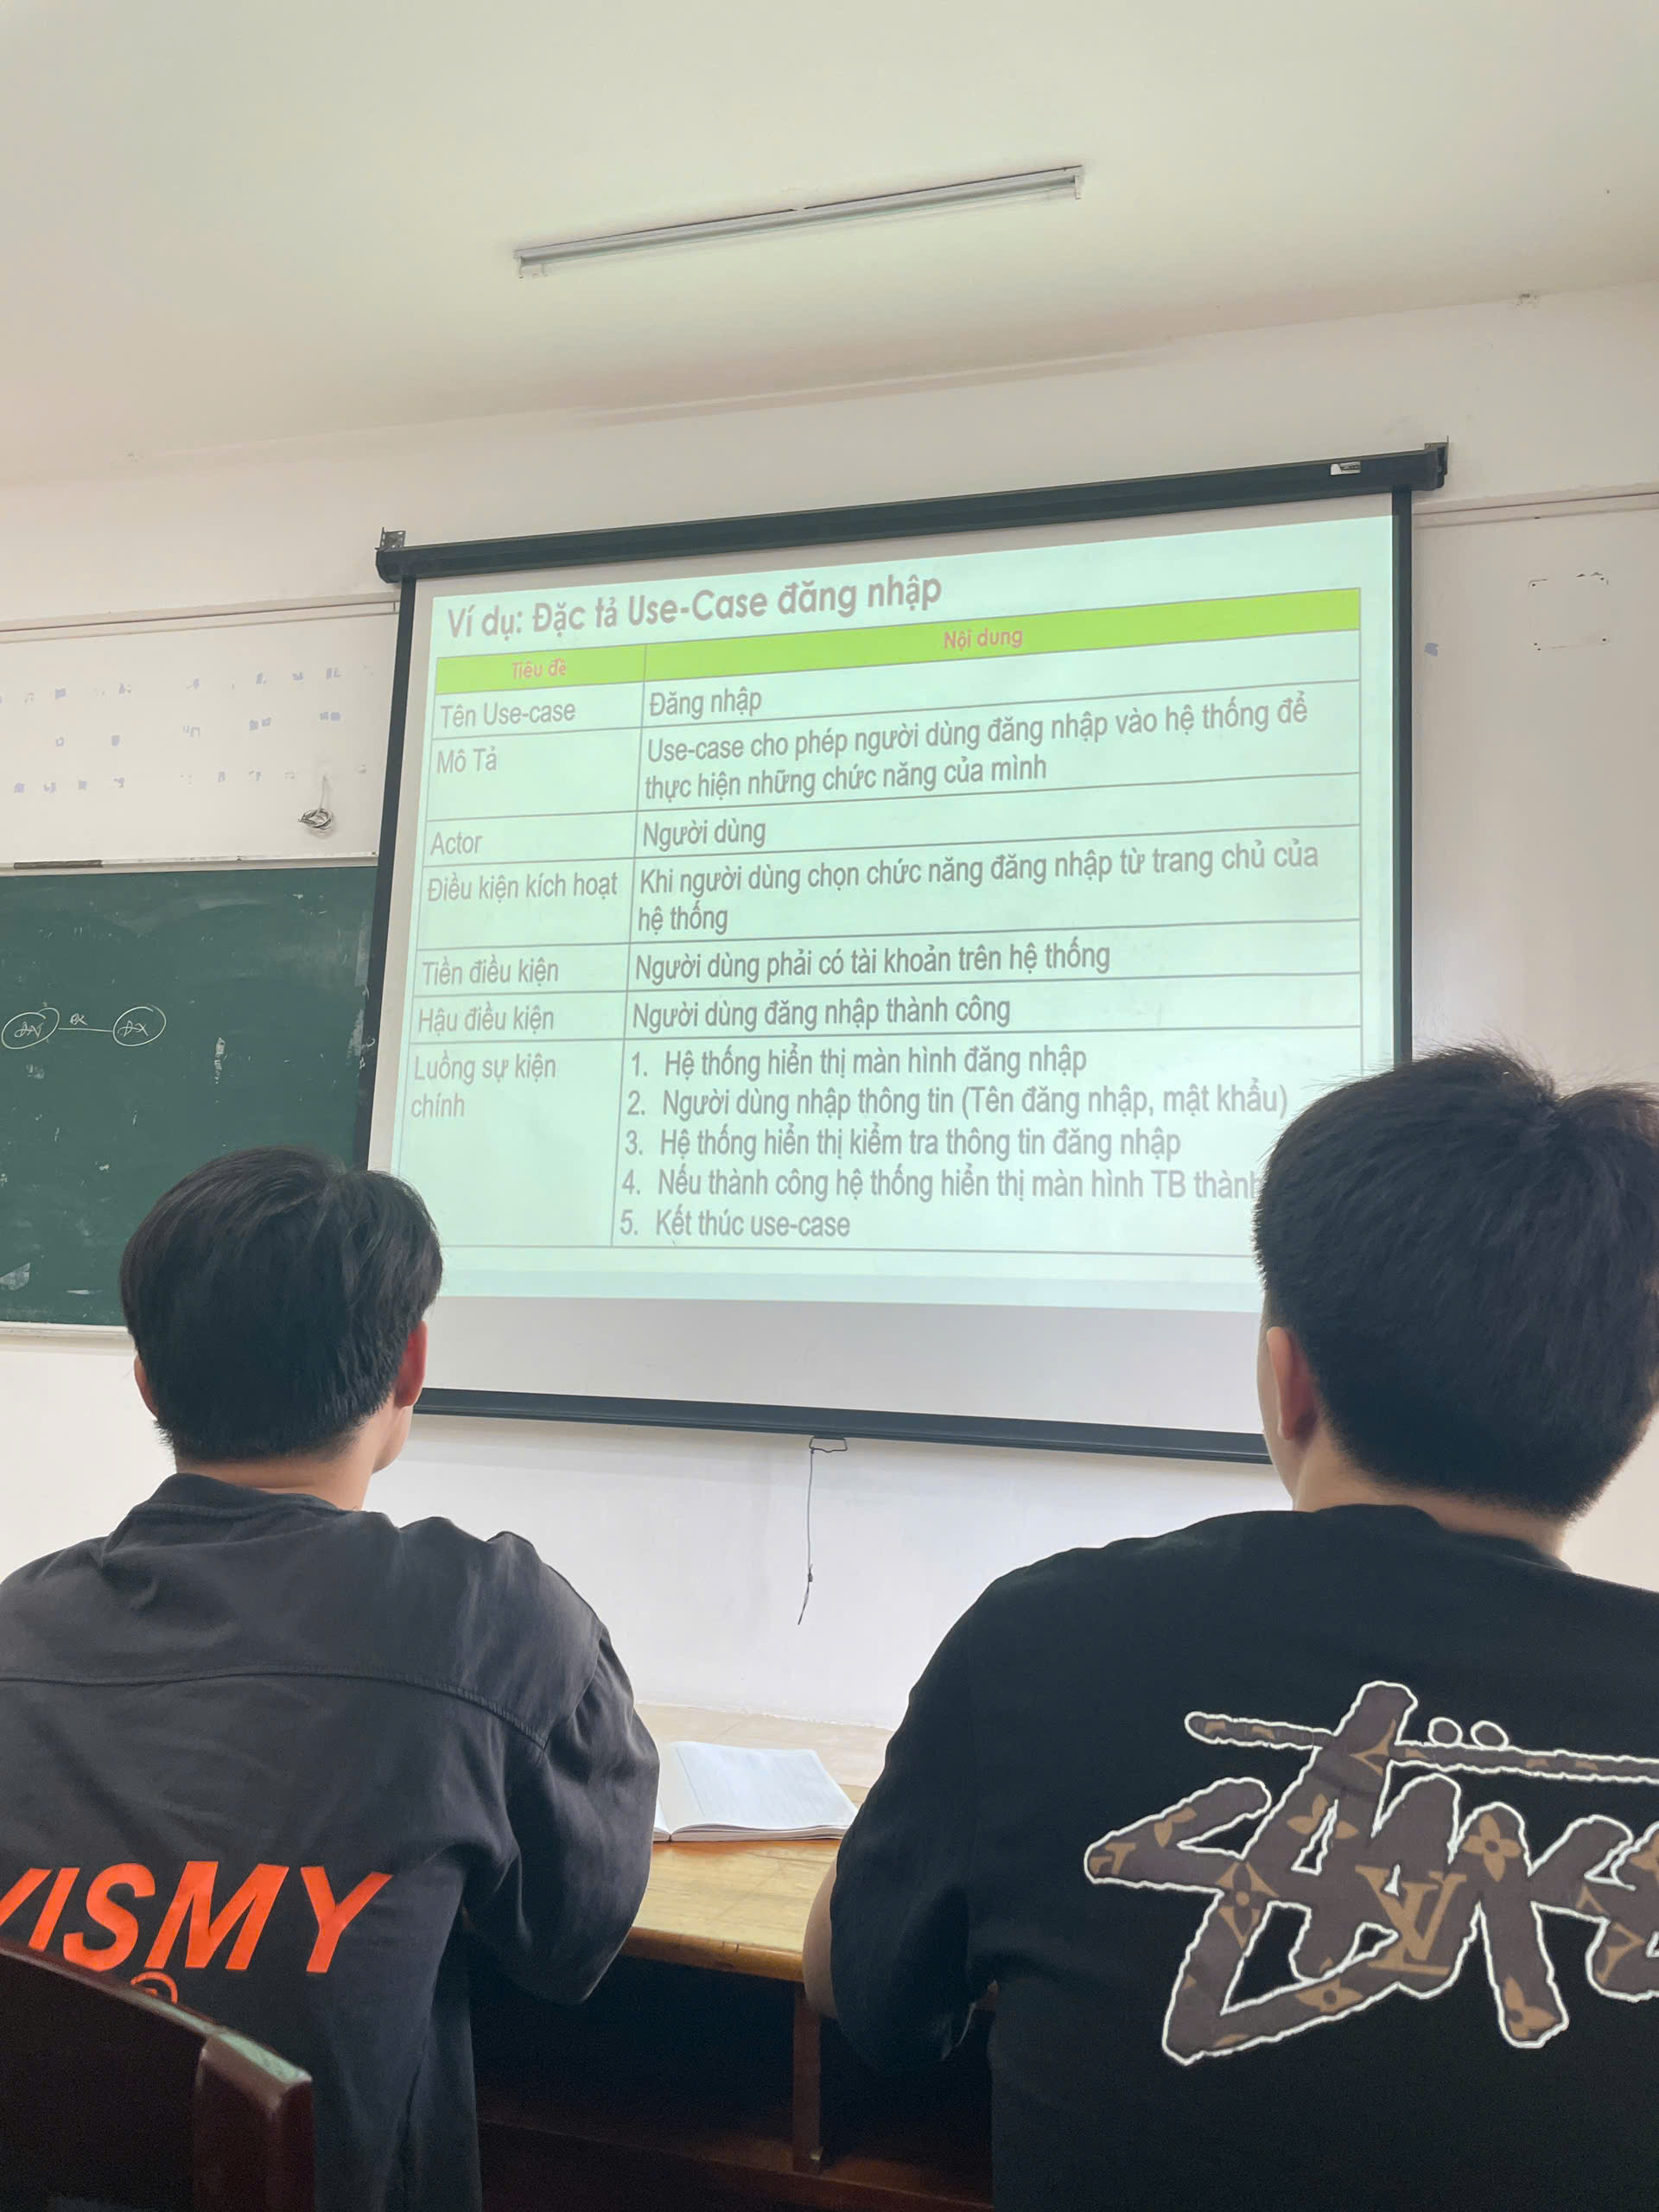 Ví dụ: Đặc tả Use-Case đăng nhập
Tiêu đề
Nội dung
Tên Use-case
Đăng nhập
Mô Tả
Use-case cho phép người dùng đăng nhập vào hệ thống để
thực hiện những chức năng của mình
Actor
Người dùng
Điều kiện kích hoạt
Khi người dùng chọn chức năng đăng nhập từ trang chủ của
hệ thống
Tiền điều kiện
Người dùng phải có tài khoản trên hệ thống
Hậu điều kiện
Người dùng đăng nhập thành công
Luồng sự kiện
chính
1. Hệ thống hiển thị màn hình đăng nhập
2. Người dùng nhập thông tin (Tên đăng nhập, mật khẩu)
3. Hệ thống hiển thị kiểm tra thông tin đăng nhập
4. Nếu thành công hệ thống hiển thị màn hình TB thành
5. Kết thúc use-case
ĐN
ĐX
VISMY
LV